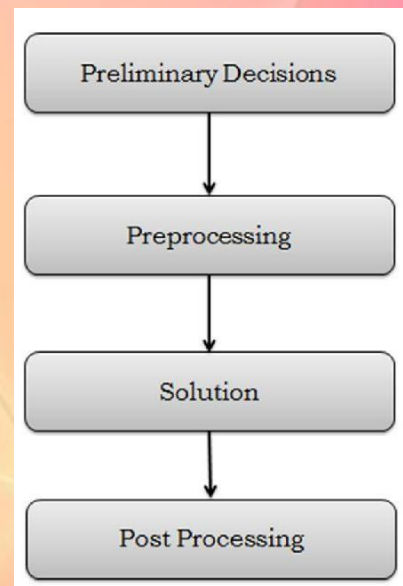 Preliminary Decisions
Preprocessing
Solution
Post Processing